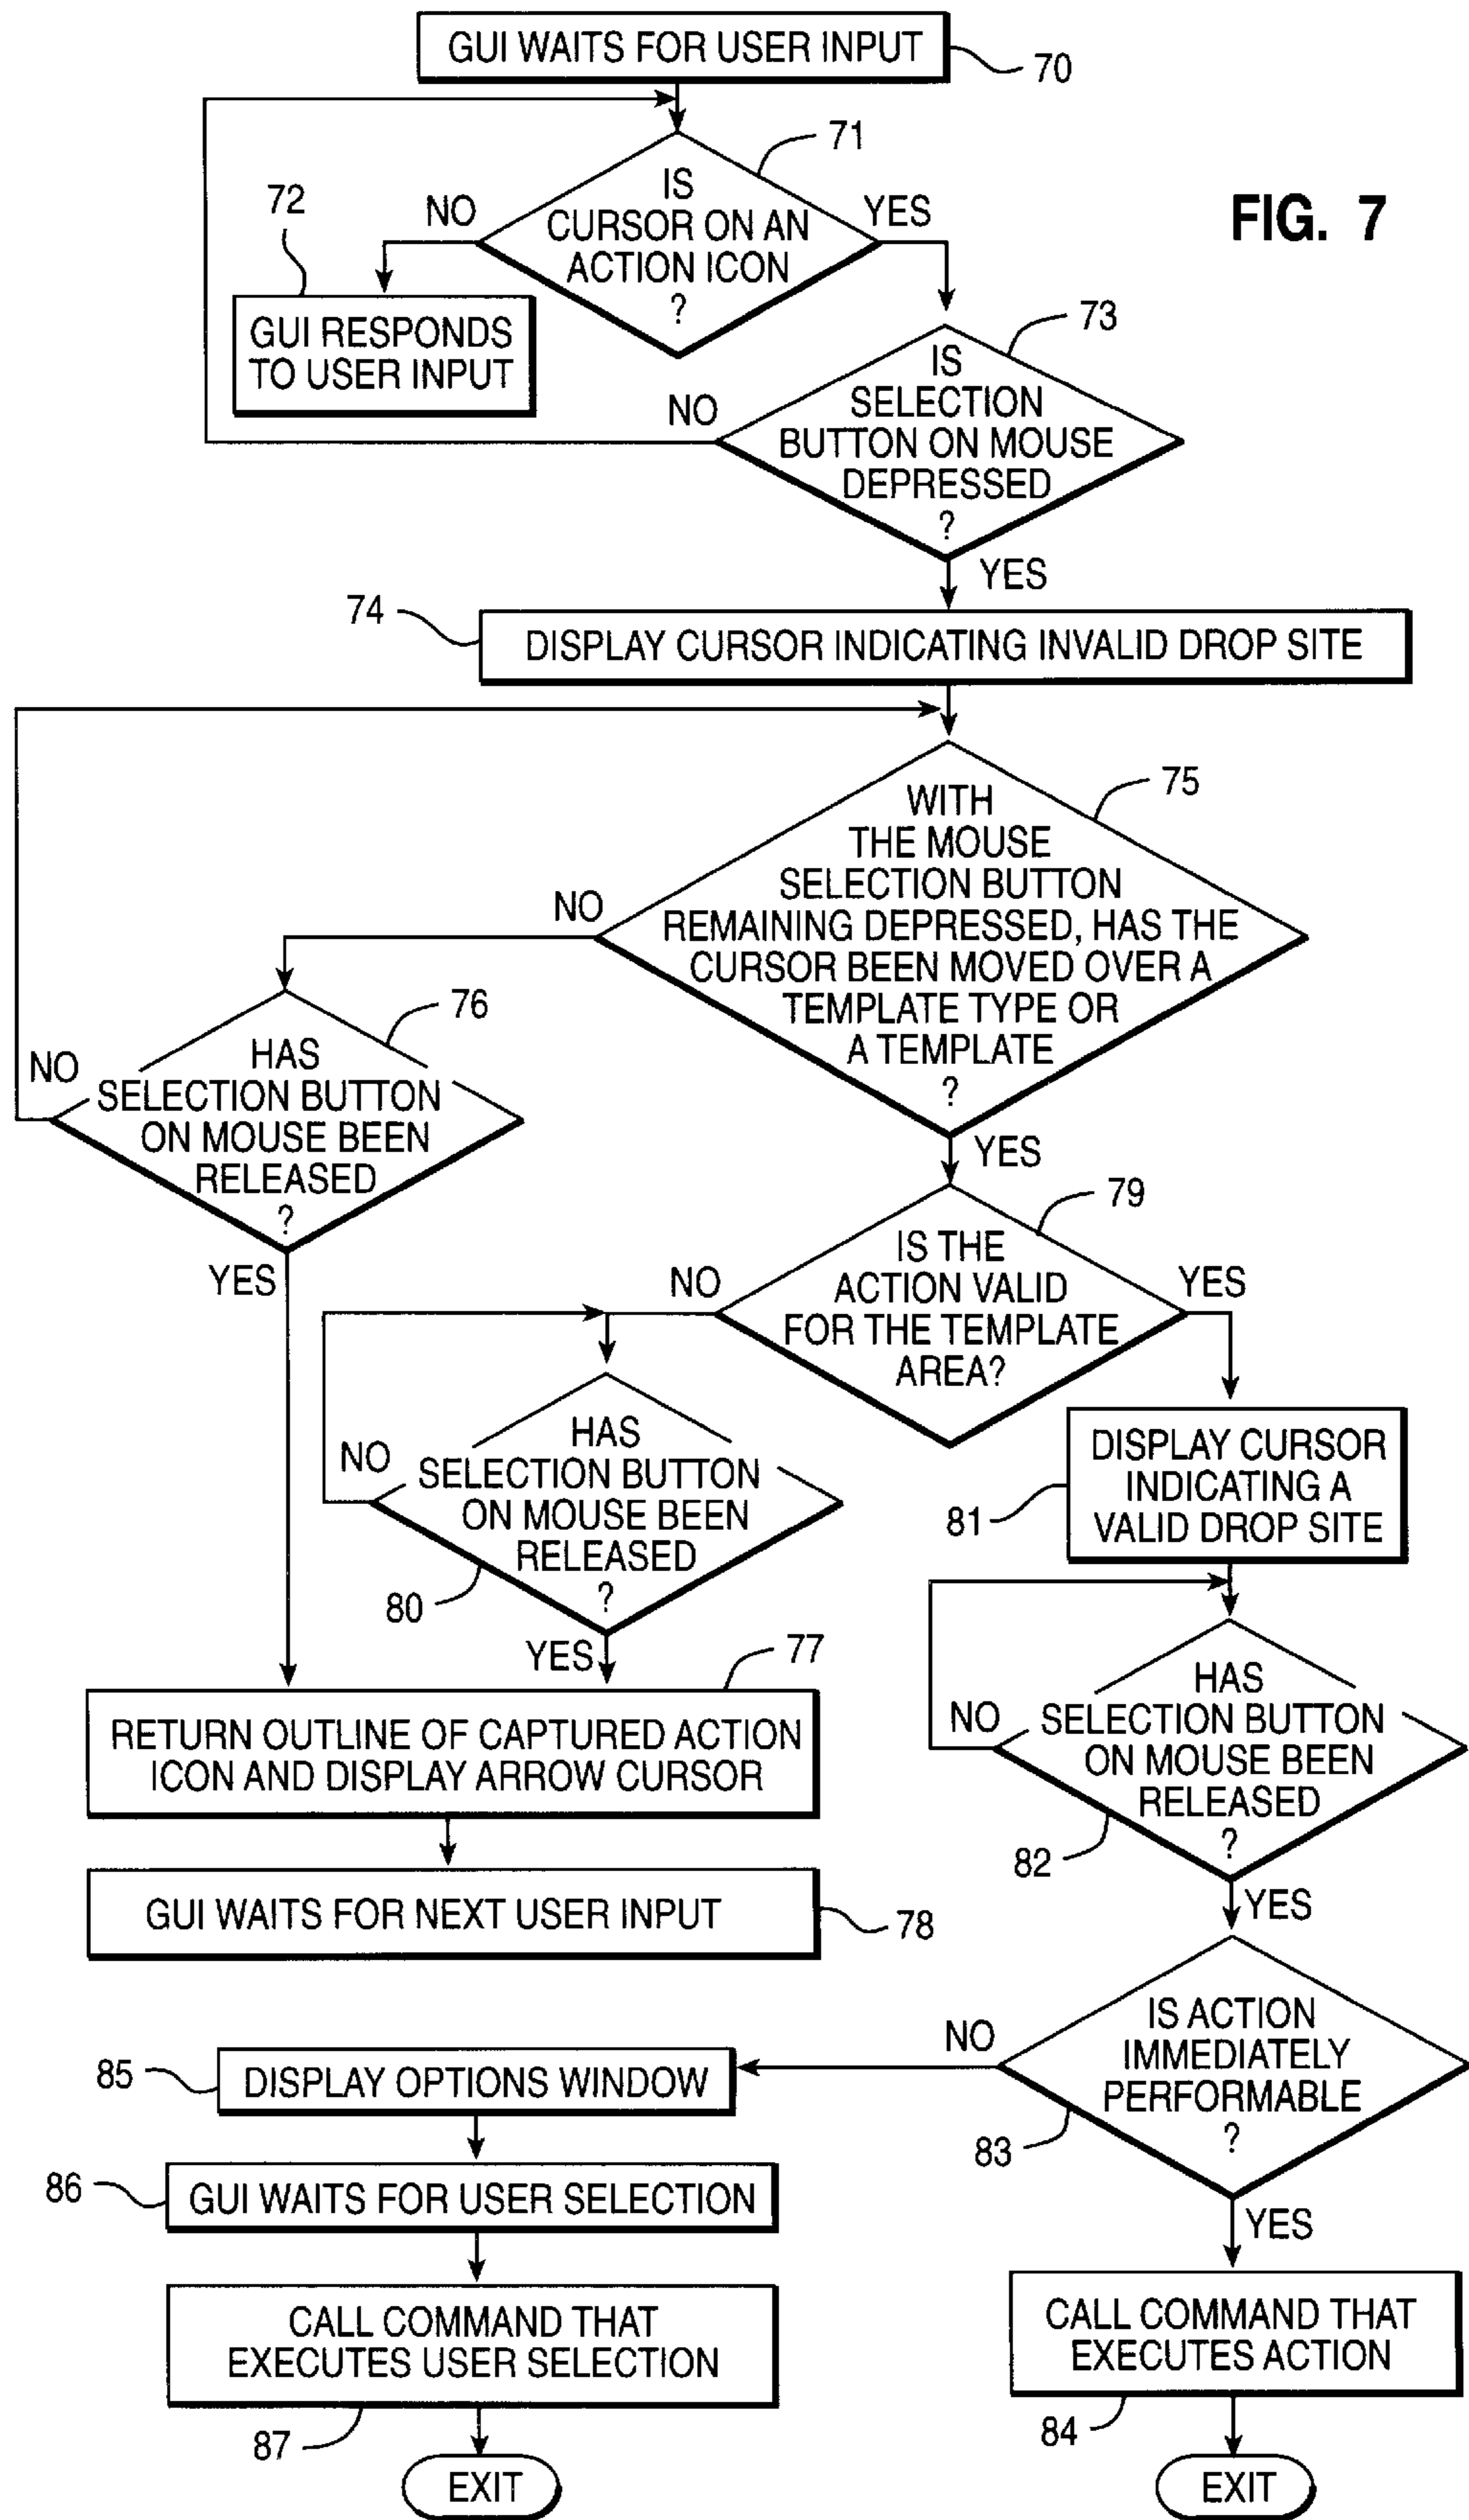 GUI WAITS FOR USER INPUT
70
71
IS
CURSOR ON AN
ACTION ICON
?
NO
YES
FIG. 7
72
GUI RESPONDS
TO USER INPUT
73
IS
SELECTION
BUTTON ON MOUSE
DEPRESSED
?
NO
YES
74
DISPLAY CURSOR INDICATING INVALID DROP SITE
75
WITH
THE MOUSE
SELECTION BUTTON
REMAINING DEPRESSED, HAS THE
CURSOR BEEN MOVED OVER A
TEMPLATE TYPE OR
A TEMPLATE
?
NO
YES
76
HAS
SELECTION BUTTON
ON MOUSE BEEN
RELEASED
?
NO
YES
79
IS THE
ACTION VALID
FOR THE TEMPLATE
AREA?
NO
YES
HAS
SELECTION BUTTON
ON MOUSE BEEN
RELEASED
?
NO
80
YES
DISPLAY CURSOR
INDICATING A
VALID DROP SITE
81
77
RETURN OUTLINE OF CAPTURED ACTION
ICON AND DISPLAY ARROW CURSOR
HAS
SELECTION BUTTON
ON MOUSE BEEN
RELEASED
?
NO
82
YES
GUI WAITS FOR NEXT USER INPUT
78
IS ACTION
IMMEDIATELY
PERFORMABLE
?
NO
83
YES
85
DISPLAY OPTIONS WINDOW
86
GUI WAITS FOR USER SELECTION
CALL COMMAND THAT
EXECUTES USER SELECTION
87
EXIT
CALL COMMAND THAT
EXECUTES ACTION
84
EXIT